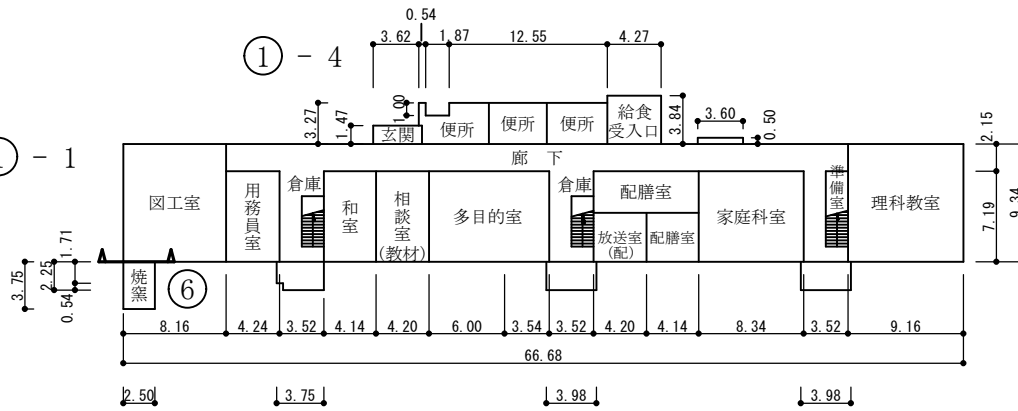 0.54
3.62
1.87
12.55
4.27
① - 4
1.00
3.27
1.47
3.84
3.60
0.50
2.15
玄関
便所
便所
便所
給食
受入口
- 1
廊 下
図工室
用務員室
倉庫
和室
相談室
(教材)
多目的室
倉庫
配膳室
放送室
(配)
配膳室
家庭科室
準備室
理科教室
7.19
9.34
1.71
2.25
3.75
0.54
焼窯
⑥
8.16
4.24
3.52
4.14
4.20
6.00
3.54
3.52
4.20
4.14
8.34
3.52
9.16
66.68
2.50
3.75
3.98
3.98